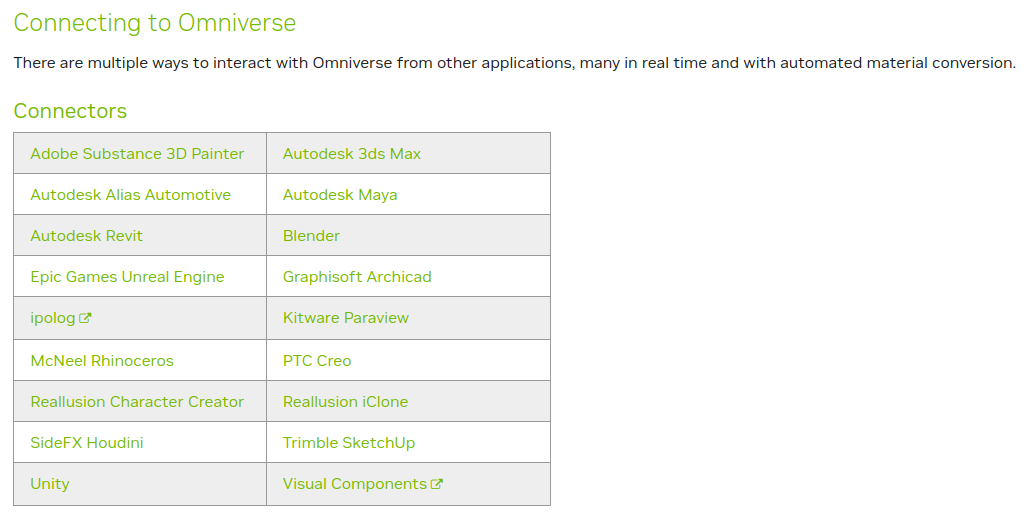 Connecting to Omniverse
There are multiple ways to interact with Omniverse from other applications, many in real time and with automated material conversion.
Connectors
Adobe Substance 3D Painter
Autodesk 3ds Max
Autodesk Alias Automotive
Autodesk Maya
Autodesk Revit
Blender
Epic Games Unreal Engine
Graphisoft Archicad
ipolog
Kitware Paraview
McNeel Rhinoceros
PTC Creo
Reallusion Character Creator
Reallusion iClone
SideFX Houdini
Trimble SketchUp
Unity
Visual Components